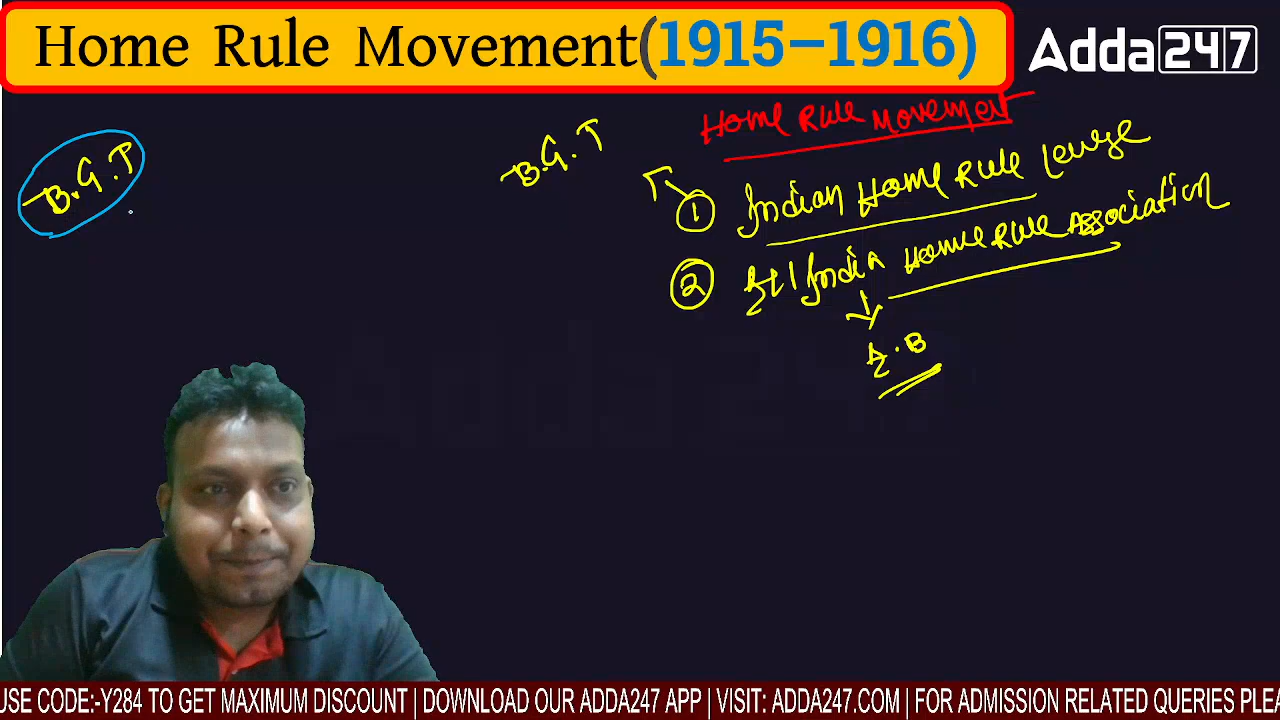 Home Rule Movement(1915–1916)
Adda247
Home Rule Movement
B.G.T
B.G.T
① Indian Home Rule Leuge
② All India Home Rule Association
A.B
USE CODE:-Y284 TO GET MAXIMUM DISCOUNT | DOWNLOAD OUR ADDA247 APP | VISIT: ADDA247.COM | FOR ADMISSION RELATED QUERIES PLEA